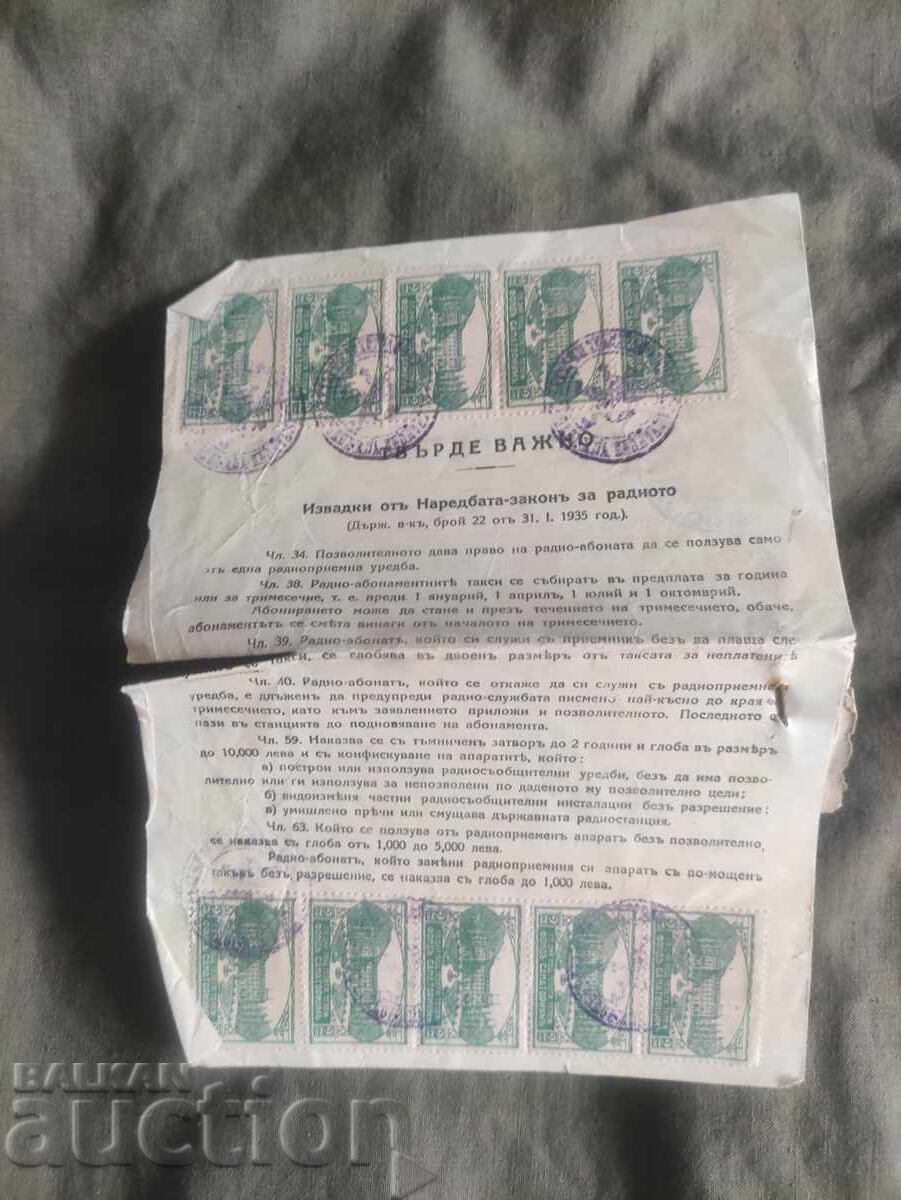 ТВЪРДЕ ВАЖНО
Извадки отъ Наредбата-законъ за радиото
(Държ. в-къ, брой 22 отъ 31. I. 1935 год.).
Чл. 34. Позволителното дава право на радио-абоната да се ползува само
отъ една радиоприемна уредба.
Чл. 38. Радио-абонаментнитѣ такси се събиратъ въ предплата за година
или за тримесечие, т. е. преди 1 януарий, 1 априлъ, 1 юлий и 1 октомврий.
Абонирането може да стане и презъ течението на тримесечието, обаче,
абонаментътъ се смѣта винаги отъ началото на тримесечието.
Чл. 39. Радио-абонатъ, който си служи съ приемникъ безъ да плаща сле-
такси, се глобява въ двоенъ размѣръ отъ таксата за неплатени
Чл. 40. Радио-абонатъ, който се откаже да си служи съ радиоприемна
уредба, е длъженъ да предупреди радио-службата писмено най-късно до края
тримесечието, като къмъ заявлението приложи и позволителното. Последното
пази въ станцията до подновяване на абонамента.
Чл. 59. Наказва се съ тъмниченъ затворъ до 2 години и глоба въ размѣръ
до 10,000 лева и съ конфискуване на апаратитѣ, който:
а) построи или използува радиосъобщителни уредби, безъ да има позво-
лително или ги използува за непозволени по даденото му позволително цели;
б) видоизмѣня частни радиосъобщителни инсталации безъ разрешение;
в) умишлено прѣчи или смущава държавната радиостанция.
Чл. 63. Който се ползува отъ радиоприеменъ апаратъ безъ позволително,
се наказва съ глоба отъ 1,000 до 5,000 лева.
Радио-абонатъ, който замѣни радиоприемния си апаратъ съ по-мощенъ
такъвъ безъ разрешение, се наказва съ глоба до 1,000 лева.
BALKAN
auction